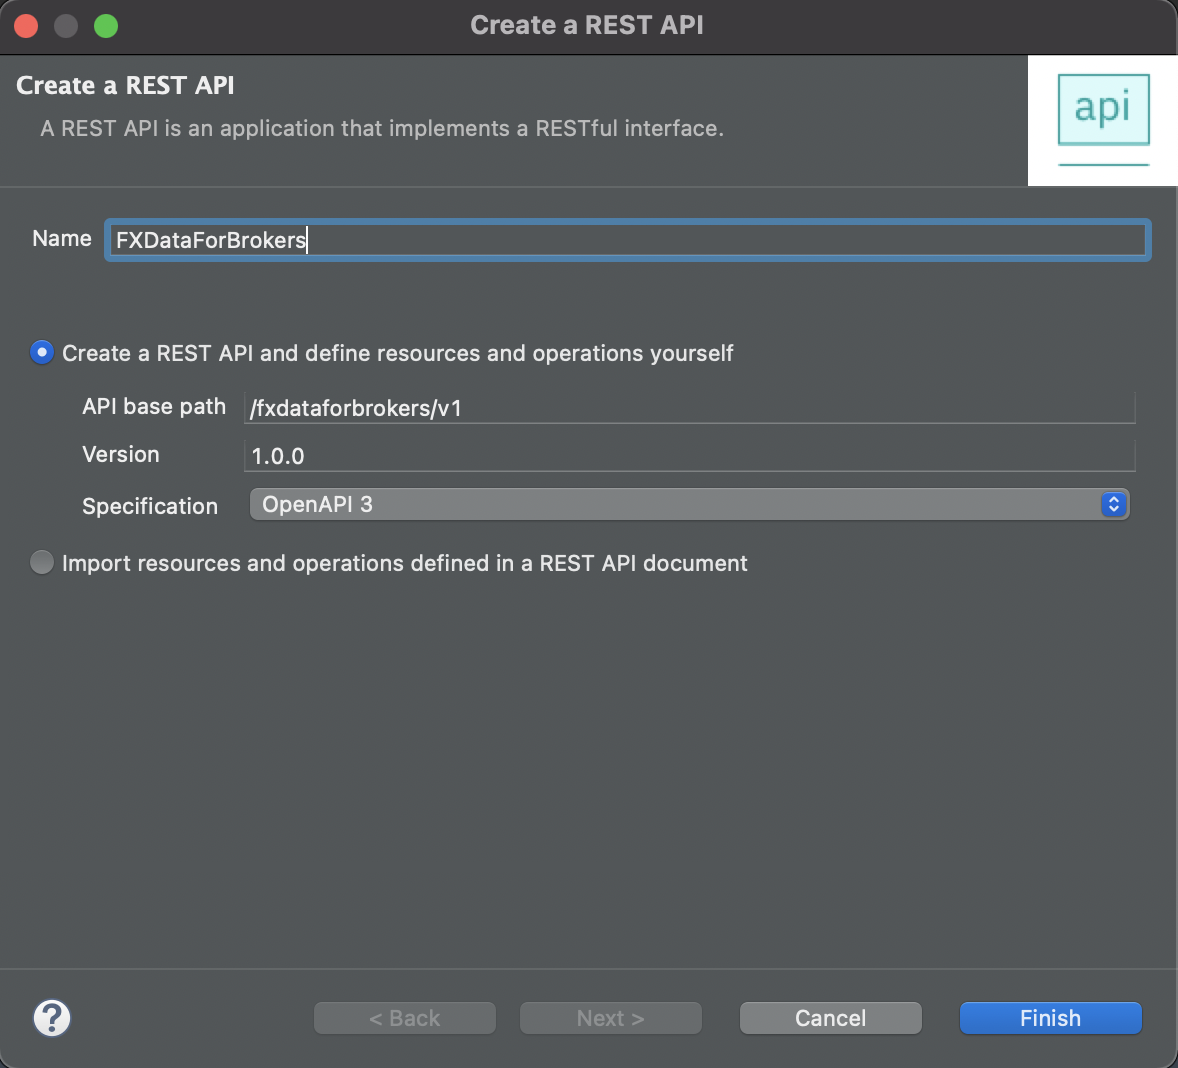 Create a REST API
Create a REST API
A REST API is an application that implements a RESTful interface.
api
Name FXDataForBrokers
Create a REST API and define resources and operations yourself
API base path /fxdataforbrokers/v1
Version 1.0.0
Specification OpenAPI 3
Import resources and operations defined in a REST API document
? < Back Next > Cancel Finish